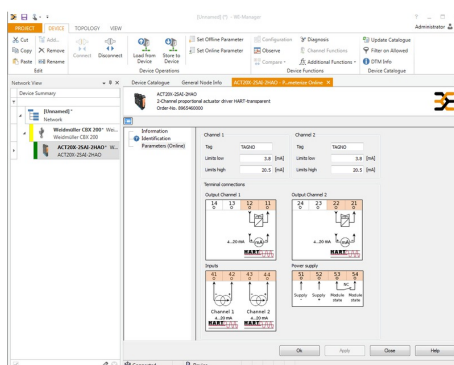 [Unnamed] (*) - WI-Manager
PROJECT DEVICE TOPOLOGY VIEW
Administrator
Cut Add...
Copy Remove
Paste Rename
Connect Disconnect
Load from Device
Store to Device
Set Offline Parameter
Set Online Parameter
Configuration
Observe
Compare
Diagnosis
Channel Functions
Additional Functions
Update Catalogue
Filter on Allowed
DTM Info
Edit Device Operations Device Functions Device Catalogue
Network View
Device Catalogue General Node Info
Device Summary
[Unnamed]*
Network
Weidmüller CBX 200* We...
Weidmüller CBX 200
ACT20X-2SAI-2HAO* W...
ACT20X-2SAI-2HAO
ACT20X-2SAI-2HAO
2-Channel proportional actuator driver HART-transparent
Order-No. 8965460000
Information
Identification
Parameters (Online)
Channel 1 Channel 2
Tag TAGNO Tag TAGNO
Limits low 3.8 [mA] Limits low 3.8 [mA]
Limits high 20.5 [mA] Limits high 20.5 [mA]
Terminal connections
Output Channel 1 Output Channel 2
14 13 12 11 24 23 22 21
4...20 mA 4...20 mA
HART HART
Inputs Power supply
41 42 43 44 51 52 53 54
NC
Supply - Supply + Module state Module state
Channel 1 Channel 2
4...20 mA 4...20 mA
HART HART
Ok Apply Close Help
Connected Device